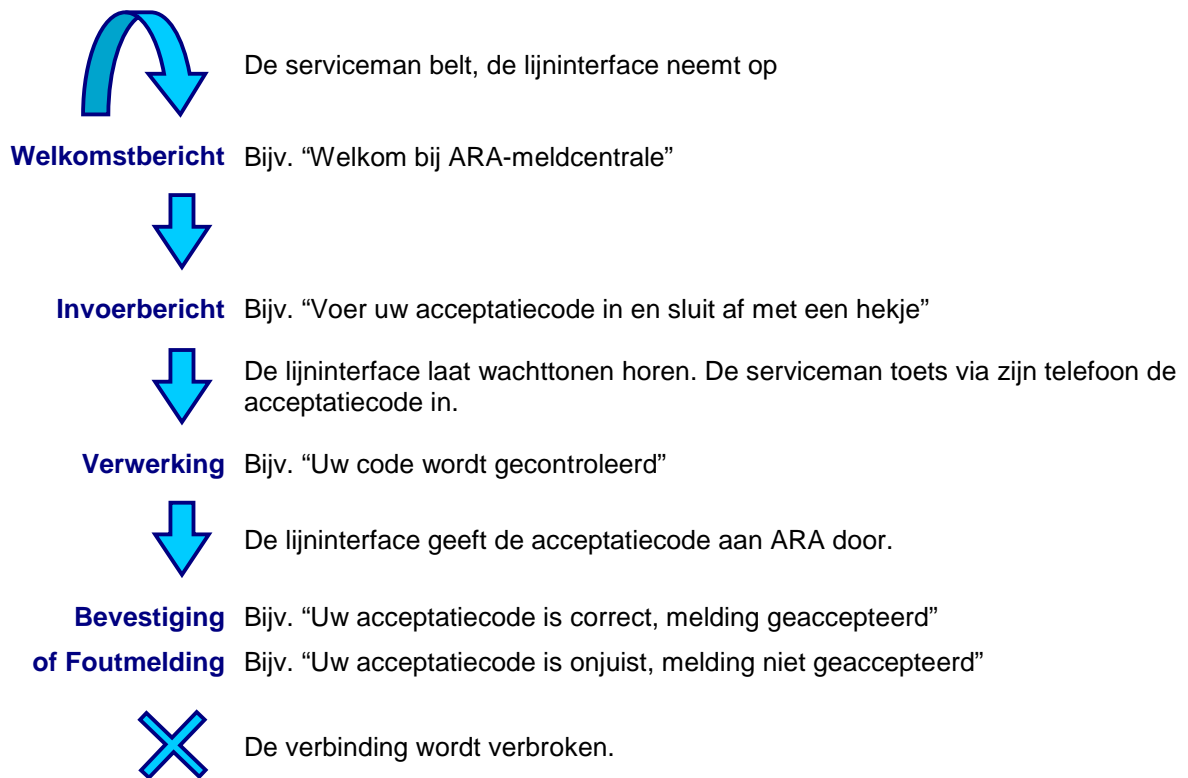 De serviceman belt, de lijninterface neemt op
Welkomstbericht Bijv. “Welkom bij ARA-meldcentrale”
Invoerbericht Bijv. “Voer uw acceptatiecode in en sluit af met een hekje”
De lijninterface laat wachttonen horen. De serviceman toets via zijn telefoon de
acceptatiecode in.
Verwerking Bijv. “Uw code wordt gecontroleerd”
De lijninterface geeft de acceptatiecode aan ARA door.
Bevestiging Bijv. “Uw acceptatiecode is correct, melding geaccepteerd”
of Foutmelding Bijv. “Uw acceptatiecode is onjuist, melding niet geaccepteerd”
De verbinding wordt verbroken.